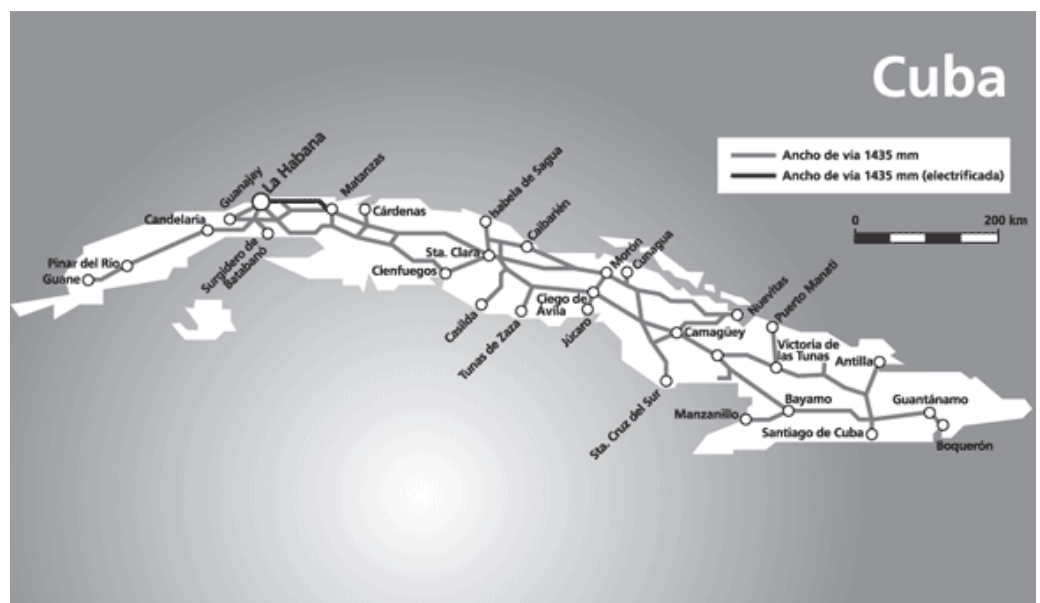 Cuba
Ancho de vía 1435 mm
Ancho de vía 1435 mm (electrificada)
0
200 km
La Habana
Guanajay
Matanzas
Candelaria
Cárdenas
Isabela de Sagua
Caibarién
Pinar del Río
Guane
Surgidero de
Batabanó
Sta. Clara
Cienfuegos
Morón
Cunagua
Casilda
Tunas de Zaza
Ciego de
Avila
Júcaro
Nuevitas
Puerto Manatí
Camagüey
Victoria de
las Tunas
Antilla
Sta. Cruz del Sur
Manzanillo
Bayamo
Guantánamo
Santiago de Cuba
Boquerón